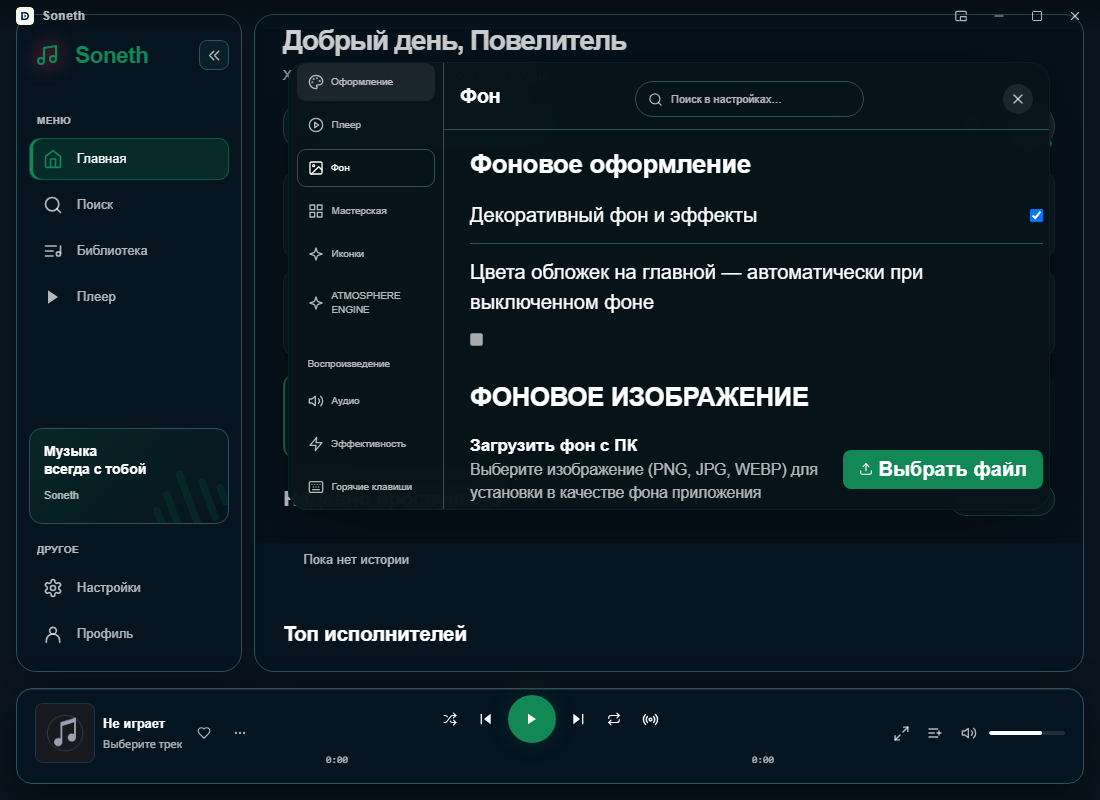 Soneth
Soneth
МЕНЮ
Главная
Поиск
Библиотека
Плеер
Музыка
всегда с тобой
Soneth
ДРУГОЕ
Настройки
Профиль
Добрый день, Повелитель
Оформление
Плеер
Фон
Мастерская
Иконки
ATMOSPHERE
ENGINE
Воспроизведение
Аудио
Эффективность
Горячие клавиши
Фон
Поиск в настройках...
Фоновое оформление
Декоративный фон и эффекты
Цвета обложек на главной — автоматически при
выключенном фоне
ФОНОВОЕ ИЗОБРАЖЕНИЕ
Загрузить фон с ПК
Выберите изображение (PNG, JPG, WEBP) для
установки в качестве фона приложения
Выбрать файл
Пока нет истории
Топ исполнителей
Не играет
Выберите трек
0:00
0:00